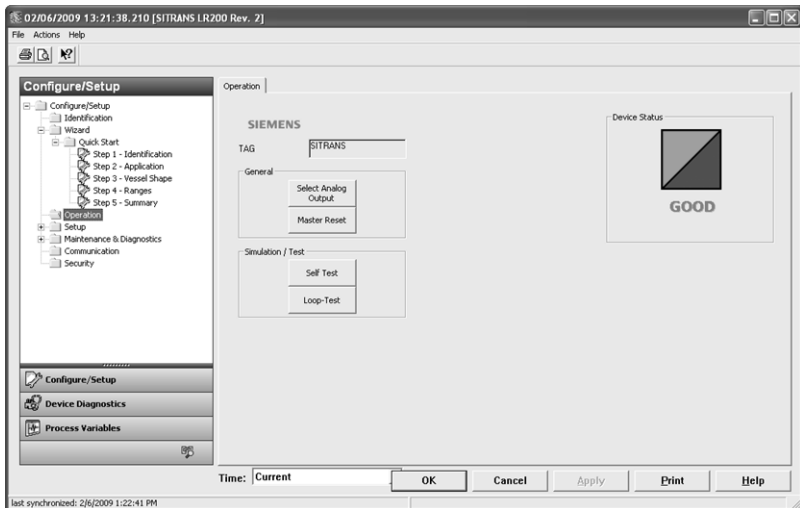 02/06/2009 13:21:38.210 [SITRANS LR200 Rev. 2]
File Actions Help
Configure/Setup
Configure/Setup
Identification
Wizard
Quick Start
Step 1 - Identification
Step 2 - Application
Step 3 - Vessel Shape
Step 4 - Ranges
Step 5 - Summary
Operation
Setup
Maintenance & Diagnostics
Communication
Security
Configure/Setup
Device Diagnostics
Process Variables
Operation
SIEMENS
TAG SITRANS
General
Select Analog
Output
Master Reset
Simulation / Test
Self Test
Loop-Test
Device Status
GOOD
Time: Current OK Cancel Apply Print Help
last synchronized: 2/6/2009 1:22:41 PM